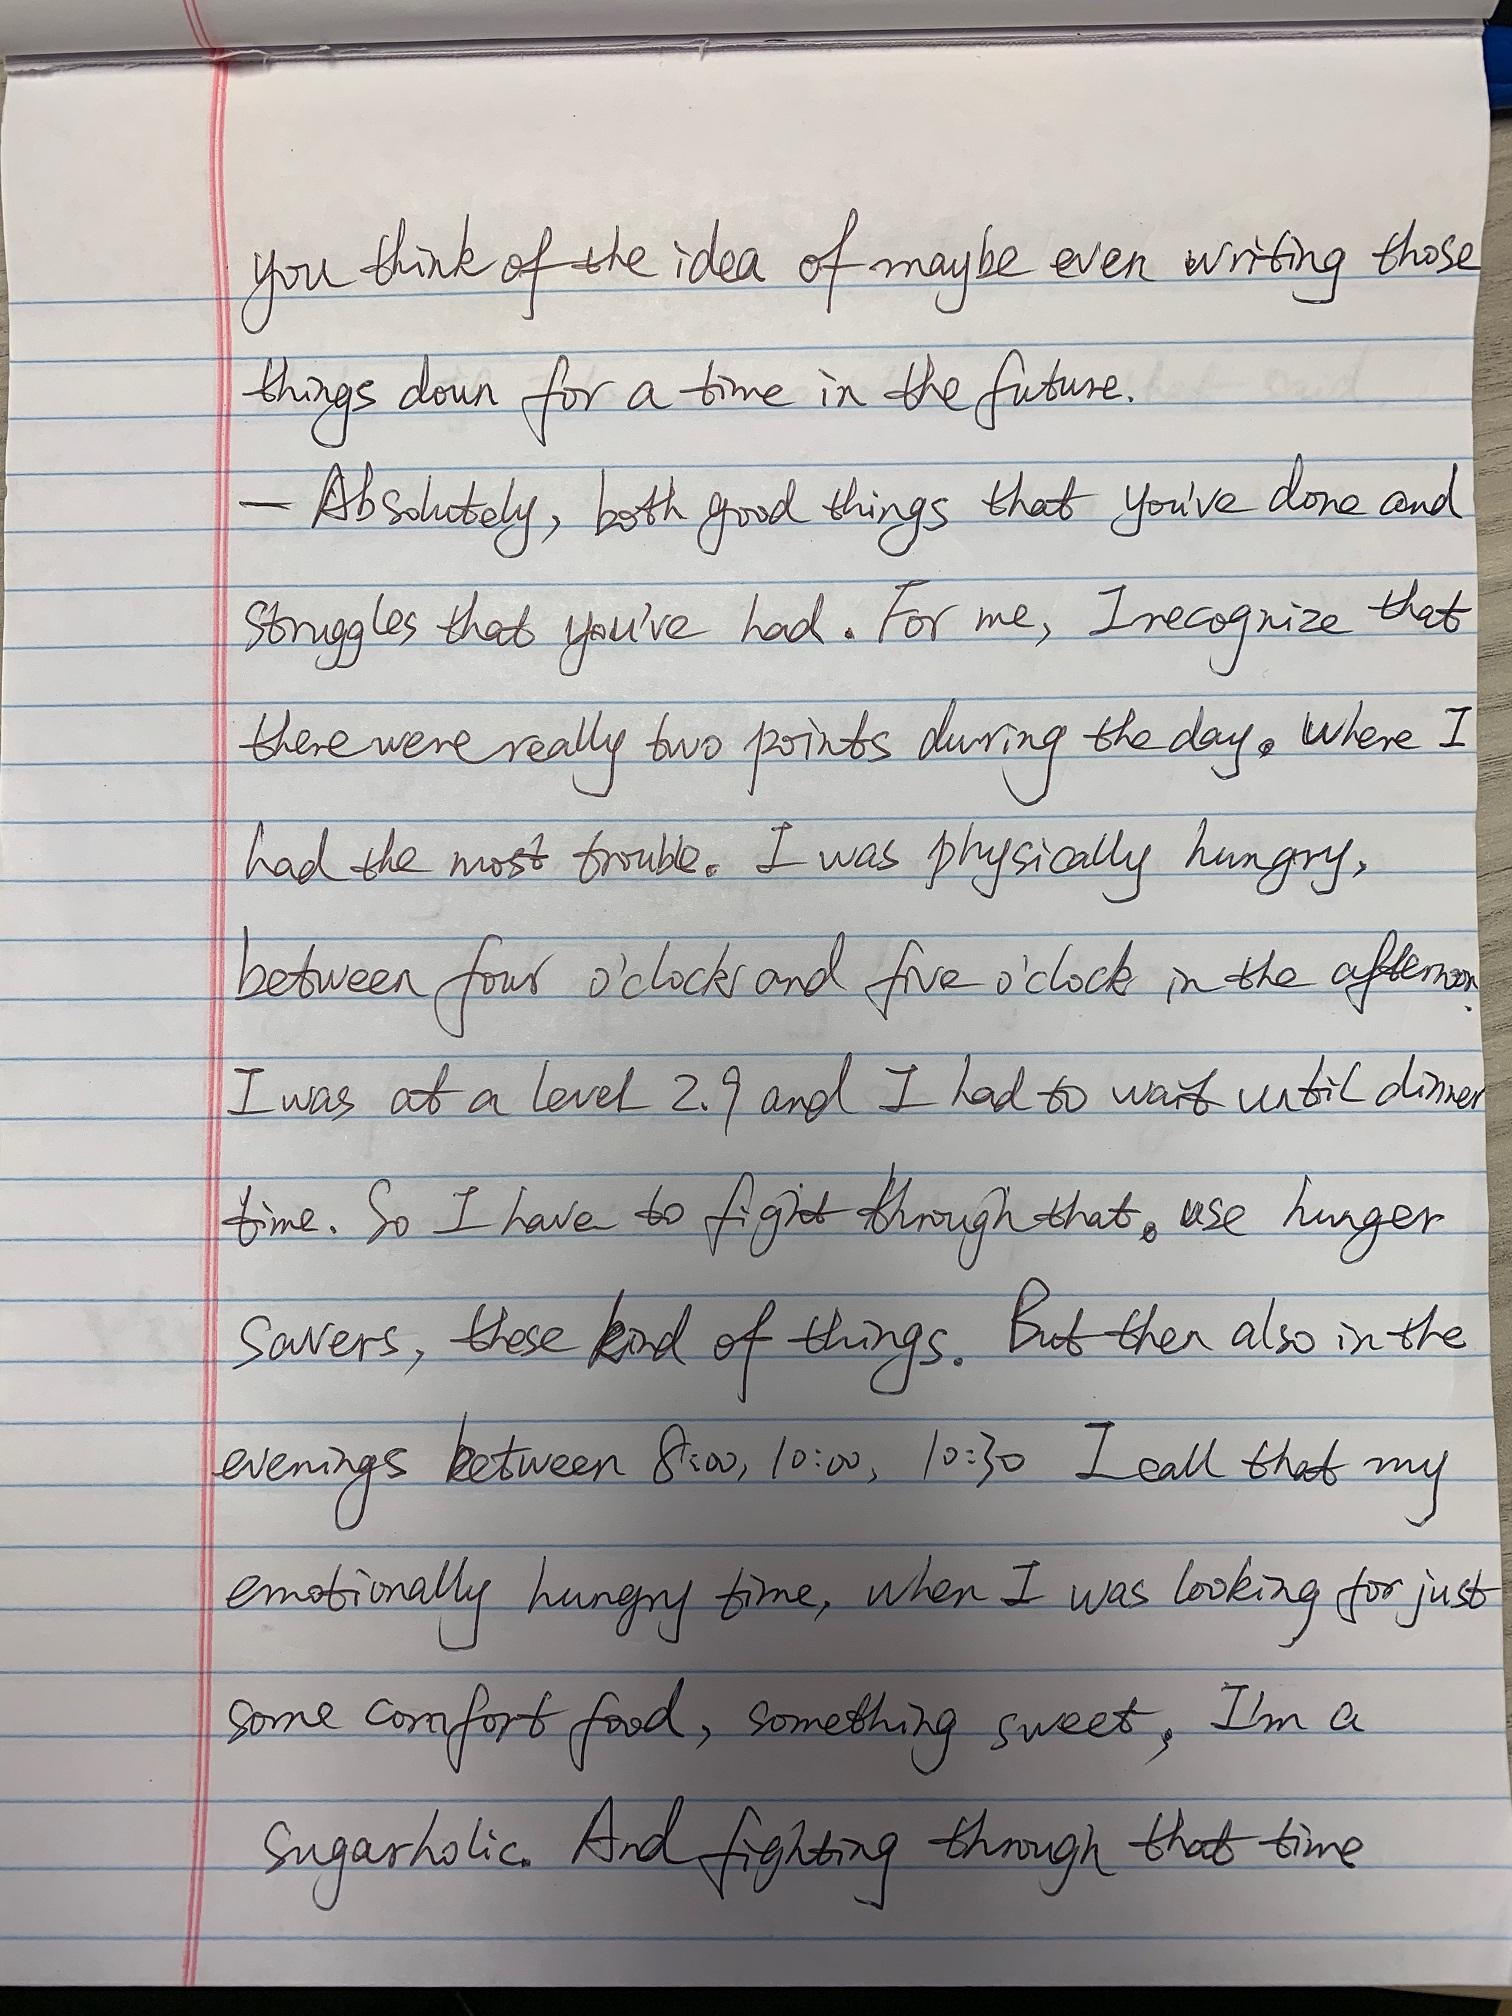 you think of the idea of maybe even writing those
things down for a time in the future.
— Absolutely, both good things that you've done and
struggles that you've had. For me, I recognize that
there were really two points during the day. Where I
had the most trouble. I was physically hungry,
between four o'clock and five o'clock in the afternoon.
I was at a level 2.9 and I had to wait until dinner
time. So I have to fight through that. use hunger
savers, these kind of things. But then also in the
evenings between 8:00, 10:00, 10:30 I call that my
emotionally hungry time, when I was looking for just
some comfort food, something sweet, I'm a
sugarholic. And fighting through that time